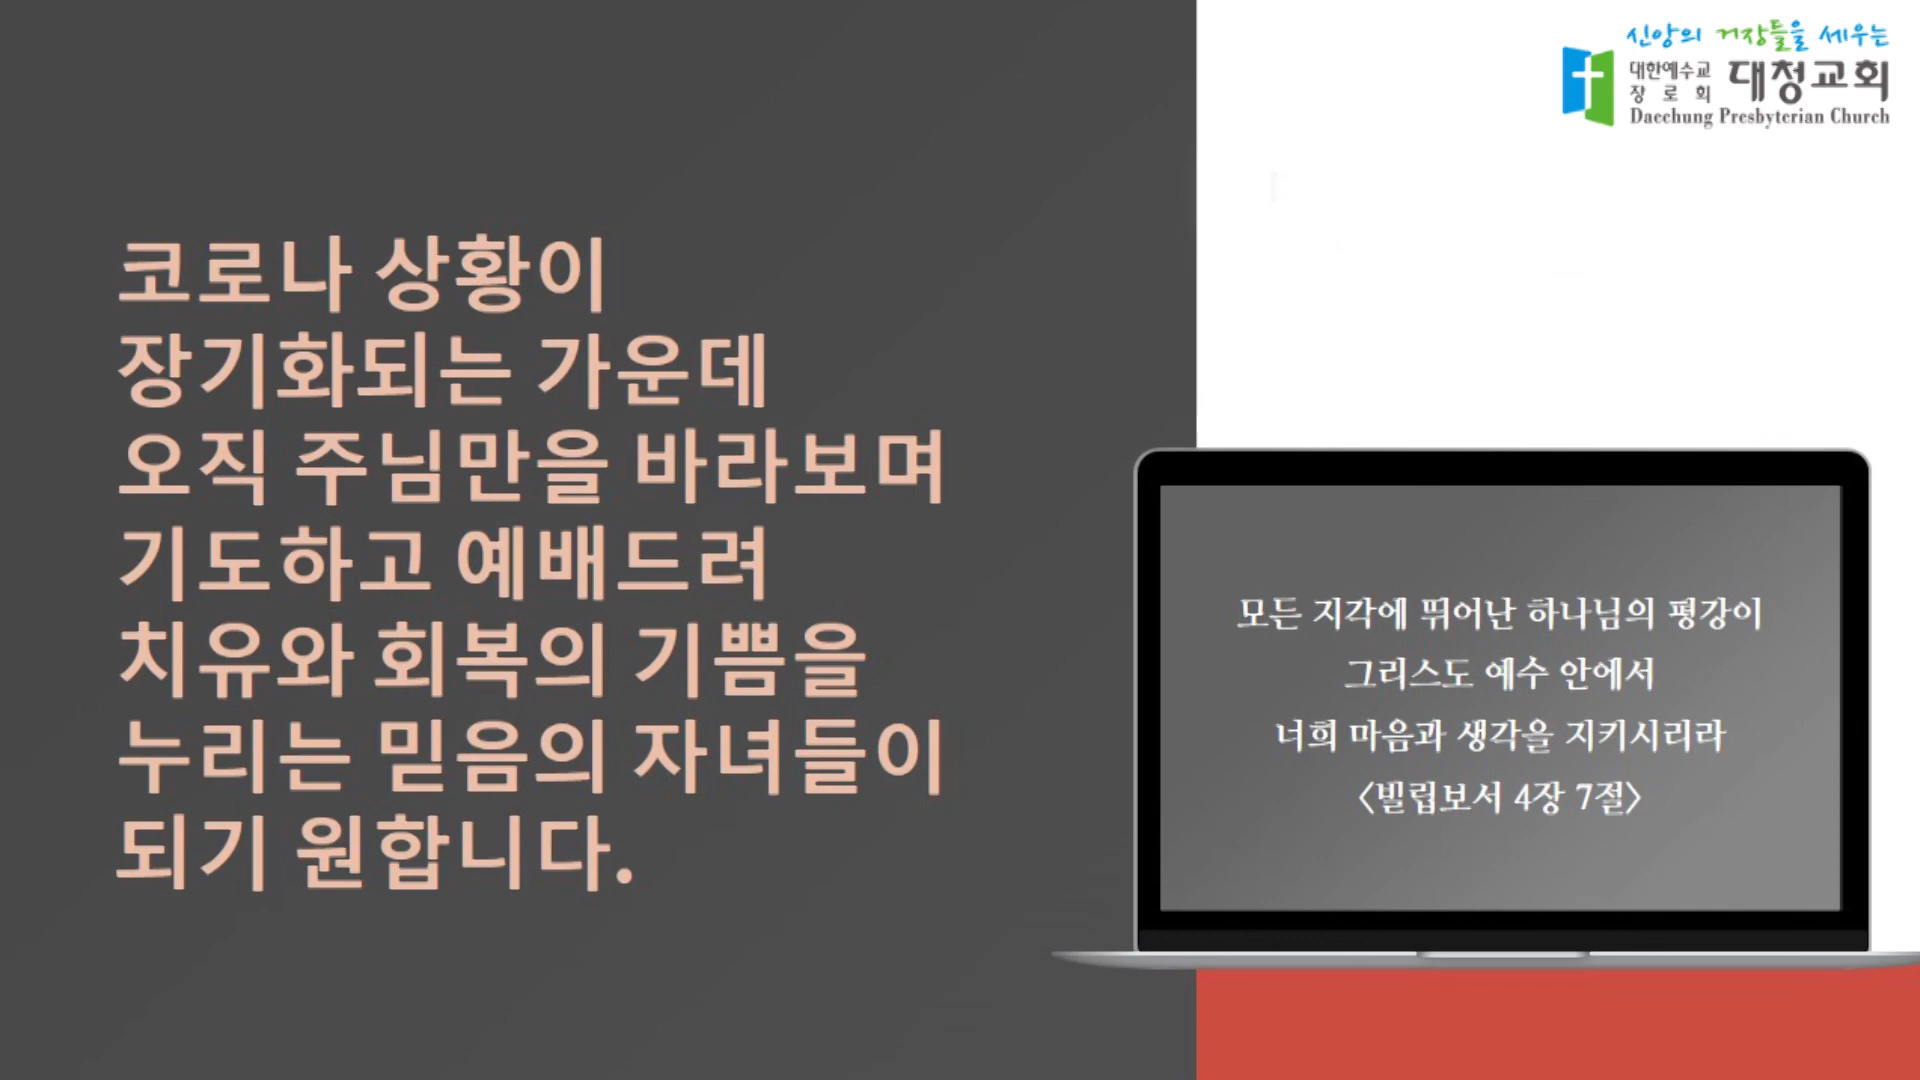 신앙의 거장들을 세우는
대한예수교
장로회
대청교회
Daechung Presbyterian Church
코로나 상황이
장기화되는 가운데
오직 주님만을 바라보며
기도하고 예배드려
치유와 회복의 기쁨을
누리는 믿음의 자녀들이
되기 원합니다.
모든 지각에 뛰어난 하나님의 평강이
그리스도 예수 안에서
너희 마음과 생각을 지키시리라
<빌립보서 4장 7절>